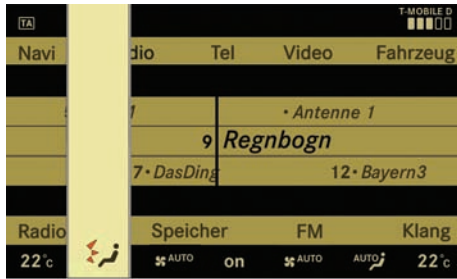 T-MOBILE D
TA
Navi dio Tel Video Fahrzeug
1 • Antenne 1
9 Regnbogn
7 • DasDing 12 • Bayern3
Radio Speicher FM Klang
22°c AUTO on AUTO AUTO 22°c